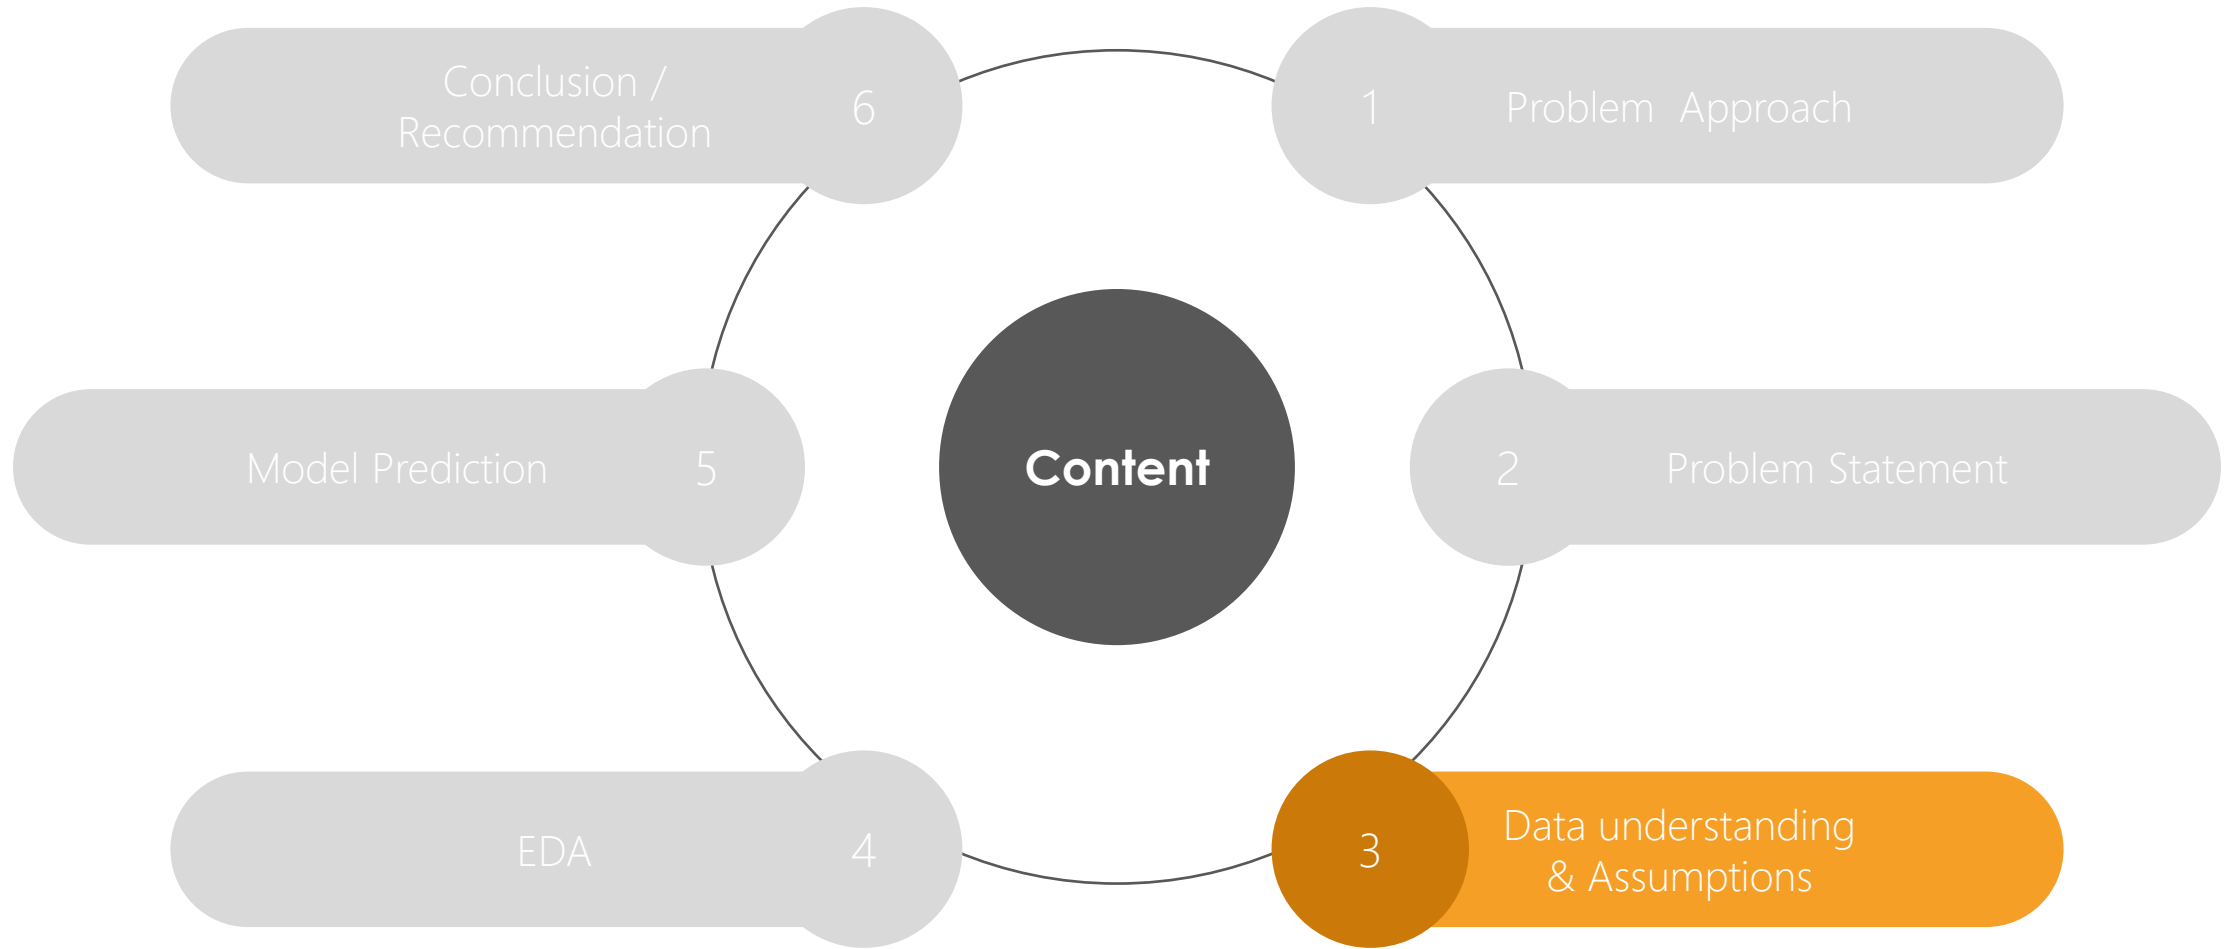 Conclusion /
Recommendation
6
1
Problem Approach
Model Prediction
5
Content
2
Problem Statement
EDA
4
3
Data understanding
& Assumptions